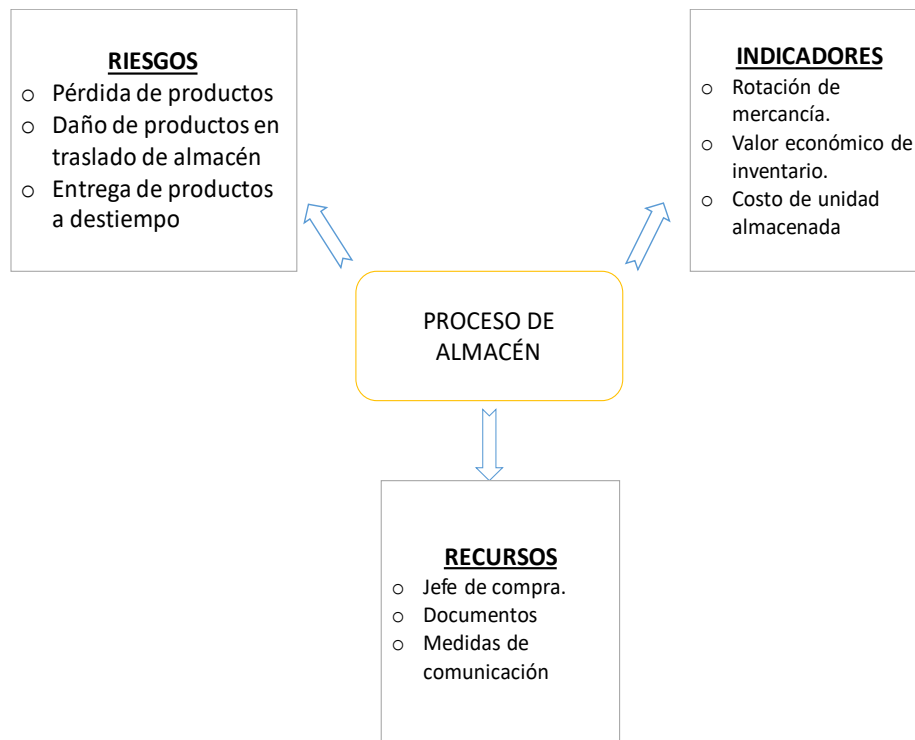 RIESGOS
o Pérdida de productos
o Daño de productos en
traslado de almacén
o Entrega de productos
a destiempo
INDICADORES
o Rotación de
mercancía.
o Valor económico de
inventario.
o Costo de unidad
almacenada
PROCESO DE
ALMACÉN
RECURSOS
o Jefe de compra.
o Documentos
o Medidas de
comunicación